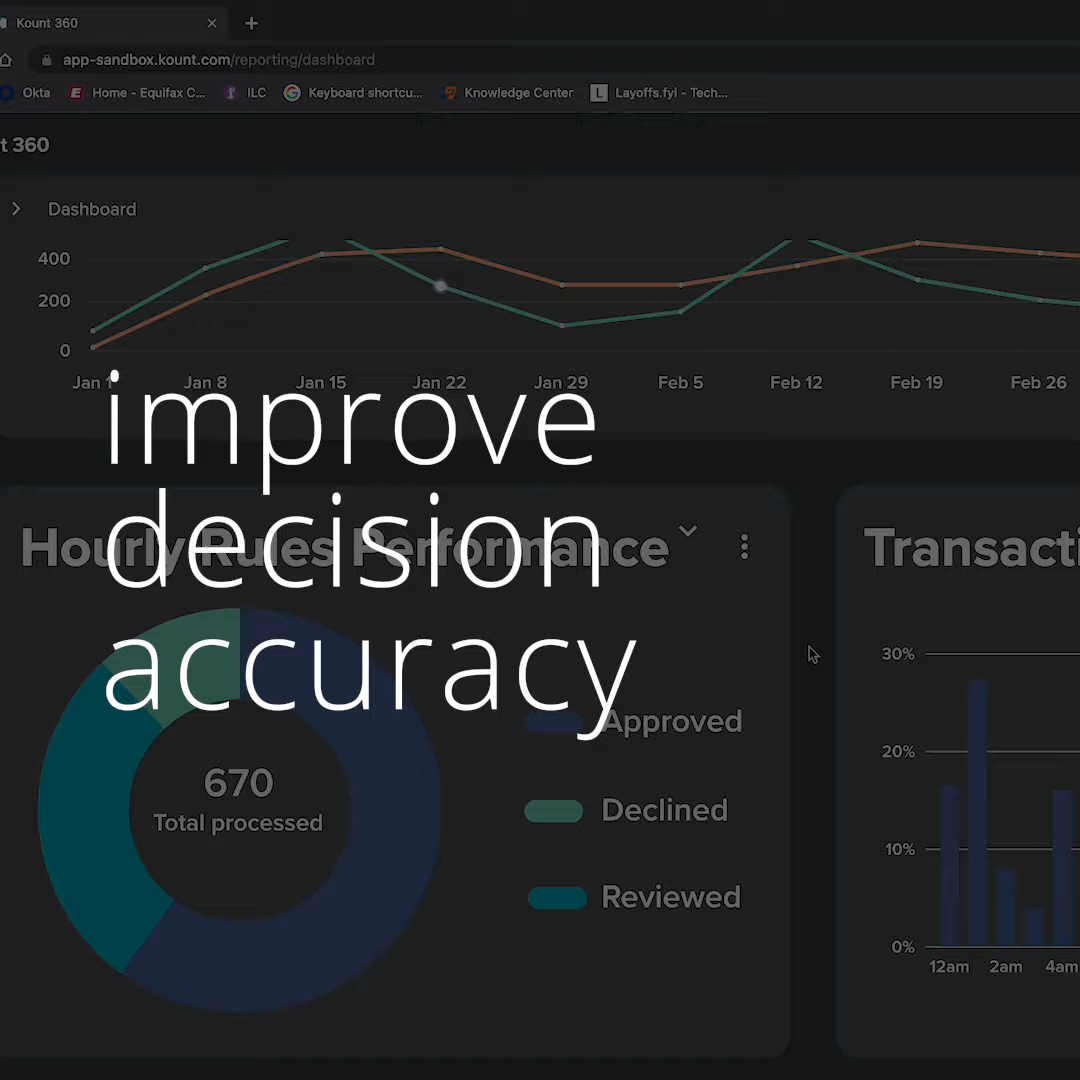 Kount 360
app-sandbox.kount.com/reporting/dashboard
Okta Home - Equifax C... ILC Keyboard shortcu... Knowledge Center Layoffs.fyi - Tech...
t 360
Dashboard
400
200
0
Jan 1 Jan 8 Jan 15 Jan 22 Jan 29 Feb 5 Feb 12 Feb 19 Feb 26
improve
decision
accuracy
Hourly Rules Performance
670
Total processed
Approved
Declined
Reviewed
Transacti
30%
20%
10%
0%
12am 2am 4am